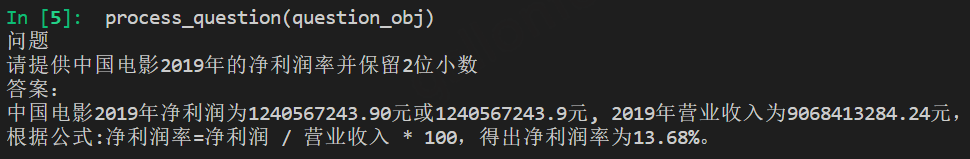 In [5]: process_question(question_obj)
问题
请提供中国电影2019年的净利润率并保留2位小数
答案:
中国电影2019年净利润为1240567243.90元或1240567243.9元, 2019年营业收入为9068413284.24元,
根据公式:净利润率=净利润 / 营业收入 * 100, 得出净利润率为13.68%。